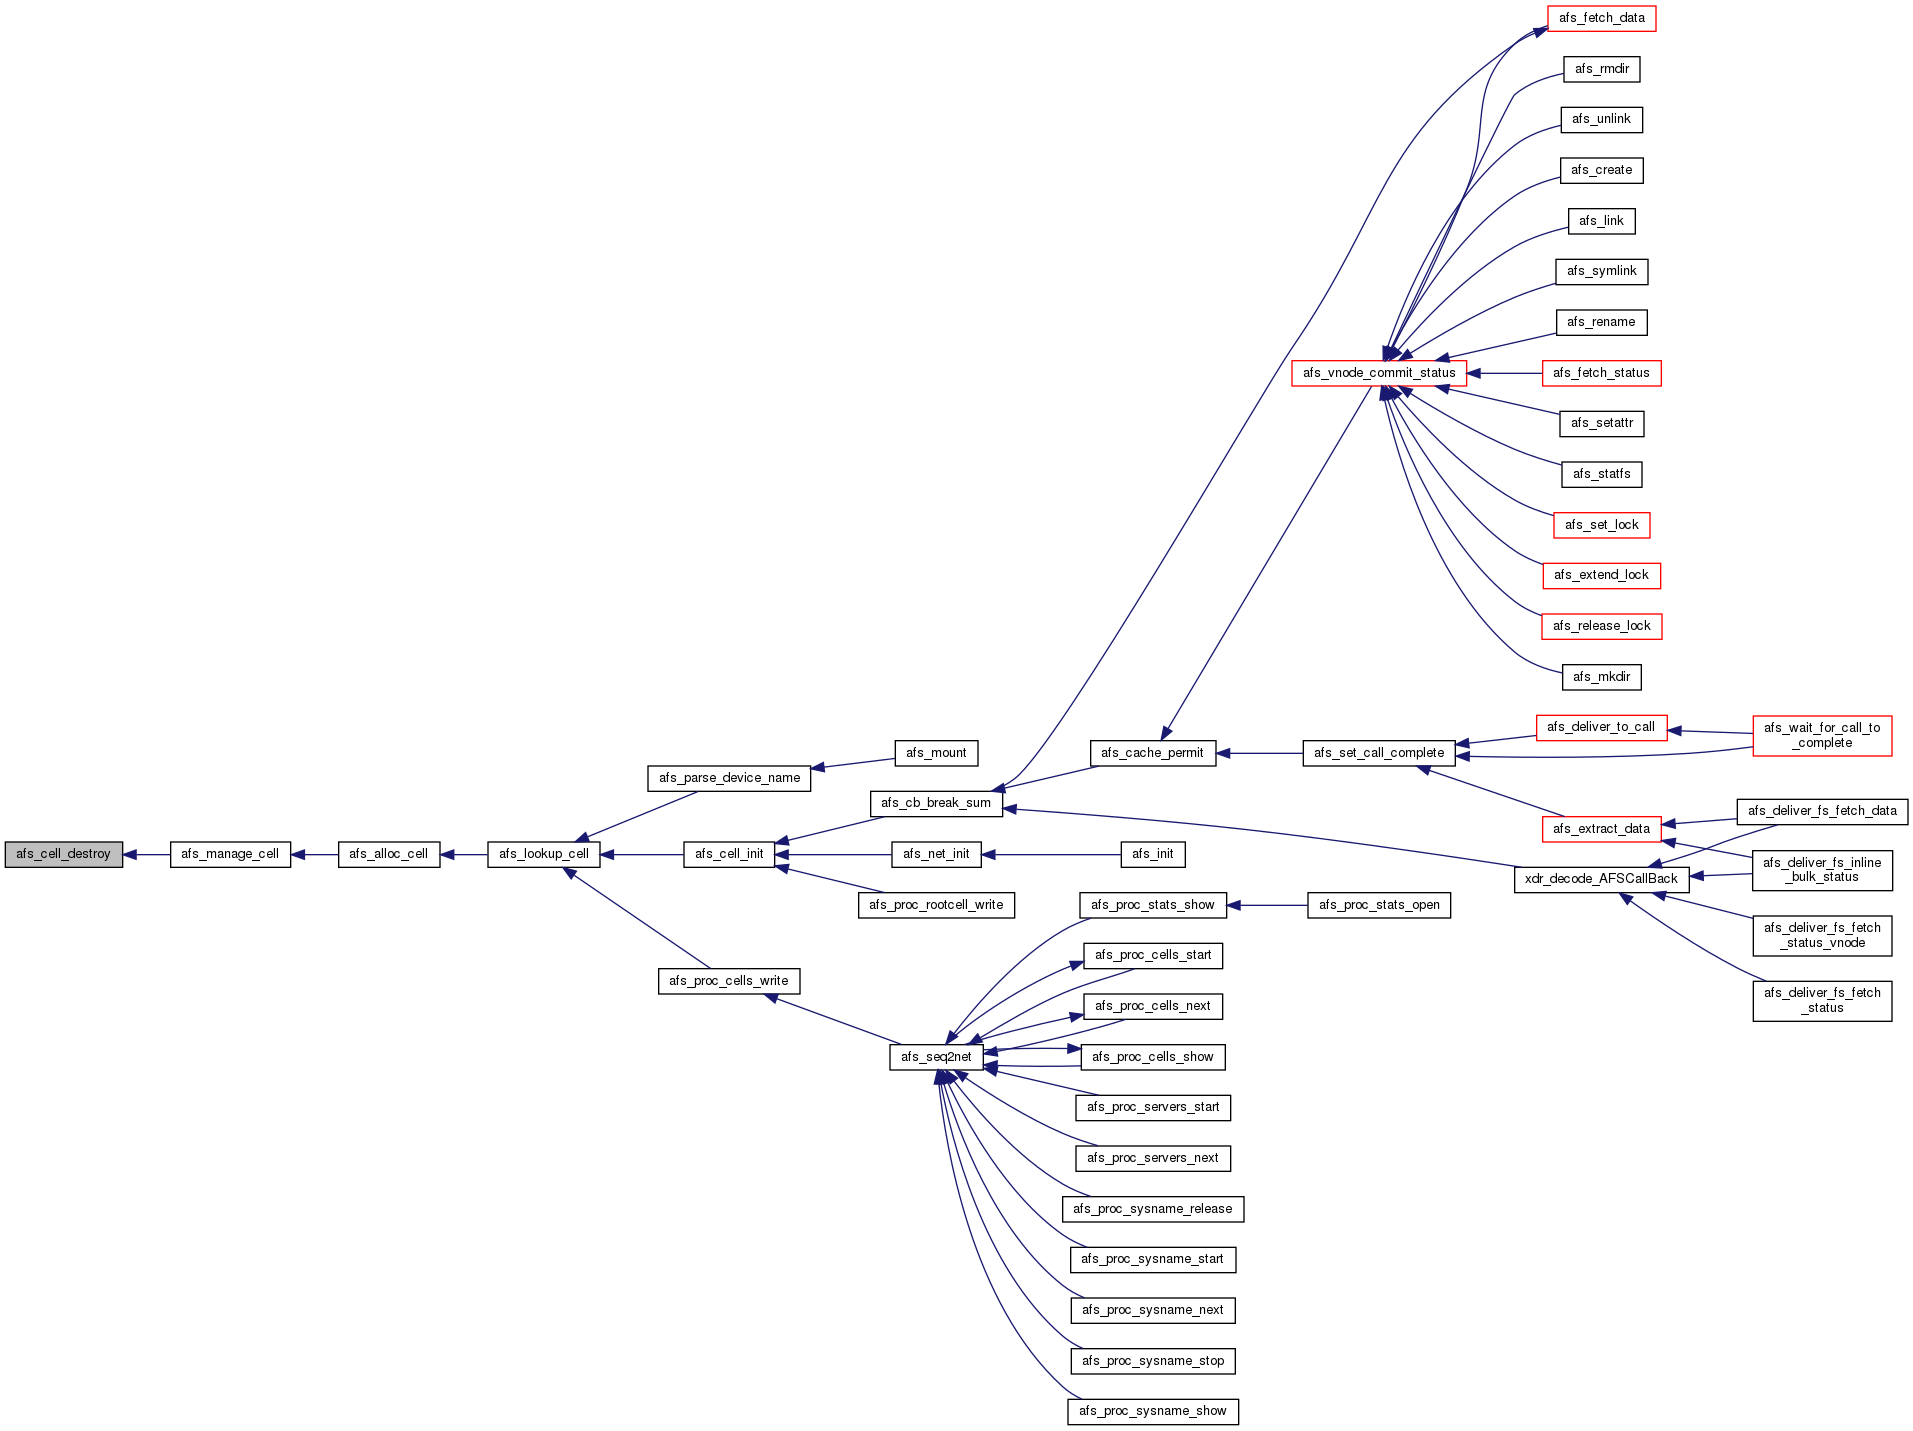 afs_fetch_data
afs_rmdir
afs_unlink
afs_create
afs_link
afs_symlink
afs_rename
afs_vnode_commit_status
afs_fetch_status
afs_setattr
afs_statfs
afs_set_lock
afs_extend_lock
afs_release_lock
afs_mkdir
afs_deliver_to_call
afs_wait_for_call_to
_complete
afs_mount
afs_cache_permit
afs_set_call_complete
afs_parse_device_name
afs_cb_break_sum
afs_deliver_fs_fetch_data
afs_extract_data
afs_cell_destroy
afs_manage_cell
afs_alloc_cell
afs_lookup_cell
afs_cell_init
afs_net_init
afs_init
afs_deliver_fs_inline
_bulk_status
xdr_decode_AFSCallBack
afs_proc_rootcell_write
afs_proc_stats_show
afs_proc_stats_open
afs_deliver_fs_fetch
_status_vnode
afs_proc_cells_start
afs_proc_cells_write
afs_deliver_fs_fetch
_status
afs_proc_cells_next
afs_seq2net
afs_proc_cells_show
afs_proc_servers_start
afs_proc_servers_next
afs_proc_sysname_release
afs_proc_sysname_start
afs_proc_sysname_next
afs_proc_sysname_stop
afs_proc_sysname_show